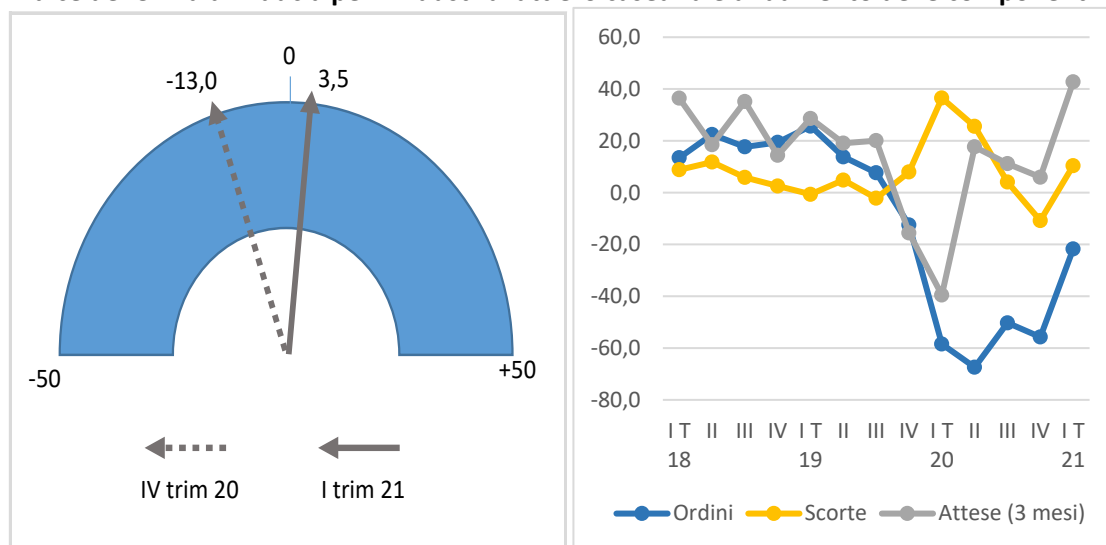 -13,0
0
3,5
-50
+50
IV trim 20
I trim 21
60,0
40,0
20,0
0,0
-20,0
-40,0
-60,0
-80,0
I T II III IV I T II III IV I T II III IV I T
18 19 20 21
Ordini Scorte Attese (3 mesi)